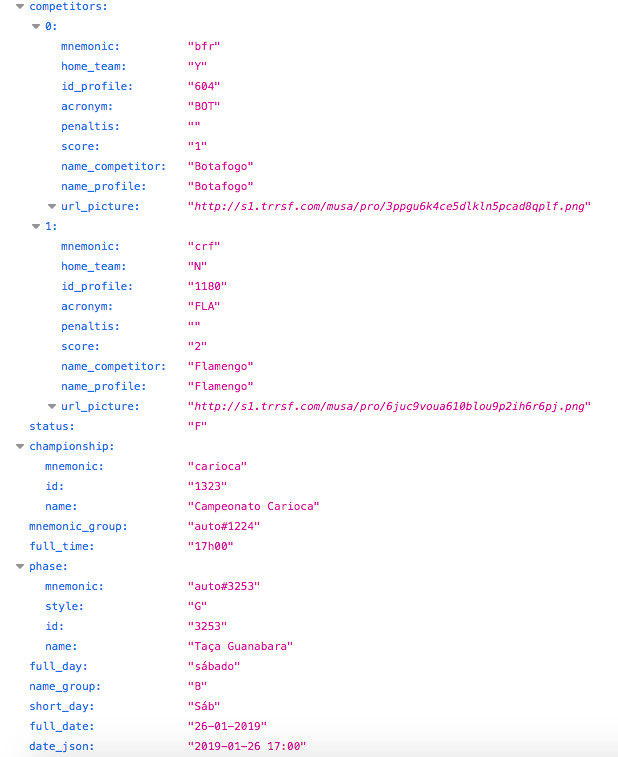 competitors:
0:
mnemonic: "bfr"
home_team: "Y"
id_profile: "604"
acronym: "BOT"
penaltis: ""
score: "1"
name_competitor: "Botafogo"
name_profile: "Botafogo"
url_picture: "http://s1.trrsf.com/musa/pro/3ppgu6k4ce5dlkln5pcad8qplf.png"
1:
mnemonic: "crf"
home_team: "N"
id_profile: "1180"
acronym: "FLA"
penaltis: ""
score: "2"
name_competitor: "Flamengo"
name_profile: "Flamengo"
url_picture: "http://s1.trrsf.com/musa/pro/6juc9voua610blou9p2ih6r6pj.png"
status: "F"
championship:
mnemonic: "carioca"
id: "1323"
name: "Campeonato Carioca"
mnemonic_group: "auto#1224"
full_time: "17h00"
phase:
mnemonic: "auto#3253"
style: "G"
id: "3253"
name: "Taça Guanabara"
full_day: "sábado"
name_group: "B"
short_day: "Sáb"
full_date: "26-01-2019"
date_json: "2019-01-26 17:00"